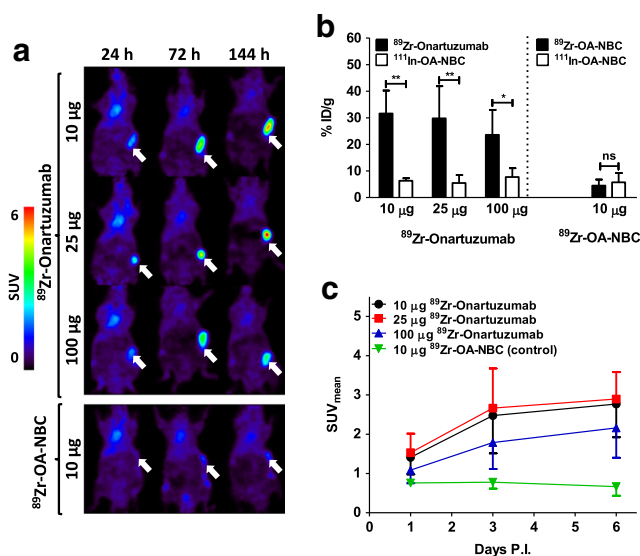 a
24 h 72 h 144 h
10 μg
25 μg
100 μg
⁸⁹Zr-Onartuzumab
10 μg
⁸⁹Zr-OA-NBC
6
SUV
0
b
⁸⁹Zr-Onartuzumab
¹¹¹In-OA-NBC
⁸⁹Zr-OA-NBC
¹¹¹In-OA-NBC
% ID/g
60
50
40
30
20
10
0
** ** * ns
10 μg 25 μg 100 μg 10 μg
⁸⁹Zr-Onartuzumab ⁸⁹Zr-OA-NBC
c
10 μg ⁸⁹Zr-Onartuzumab
25 μg ⁸⁹Zr-Onartuzumab
100 μg ⁸⁹Zr-Onartuzumab
10 μg ⁸⁹Zr-OA-NBC (control)
SUVmean
5
4
3
2
1
0
0 1 2 3 4 5 6
Days P.I.